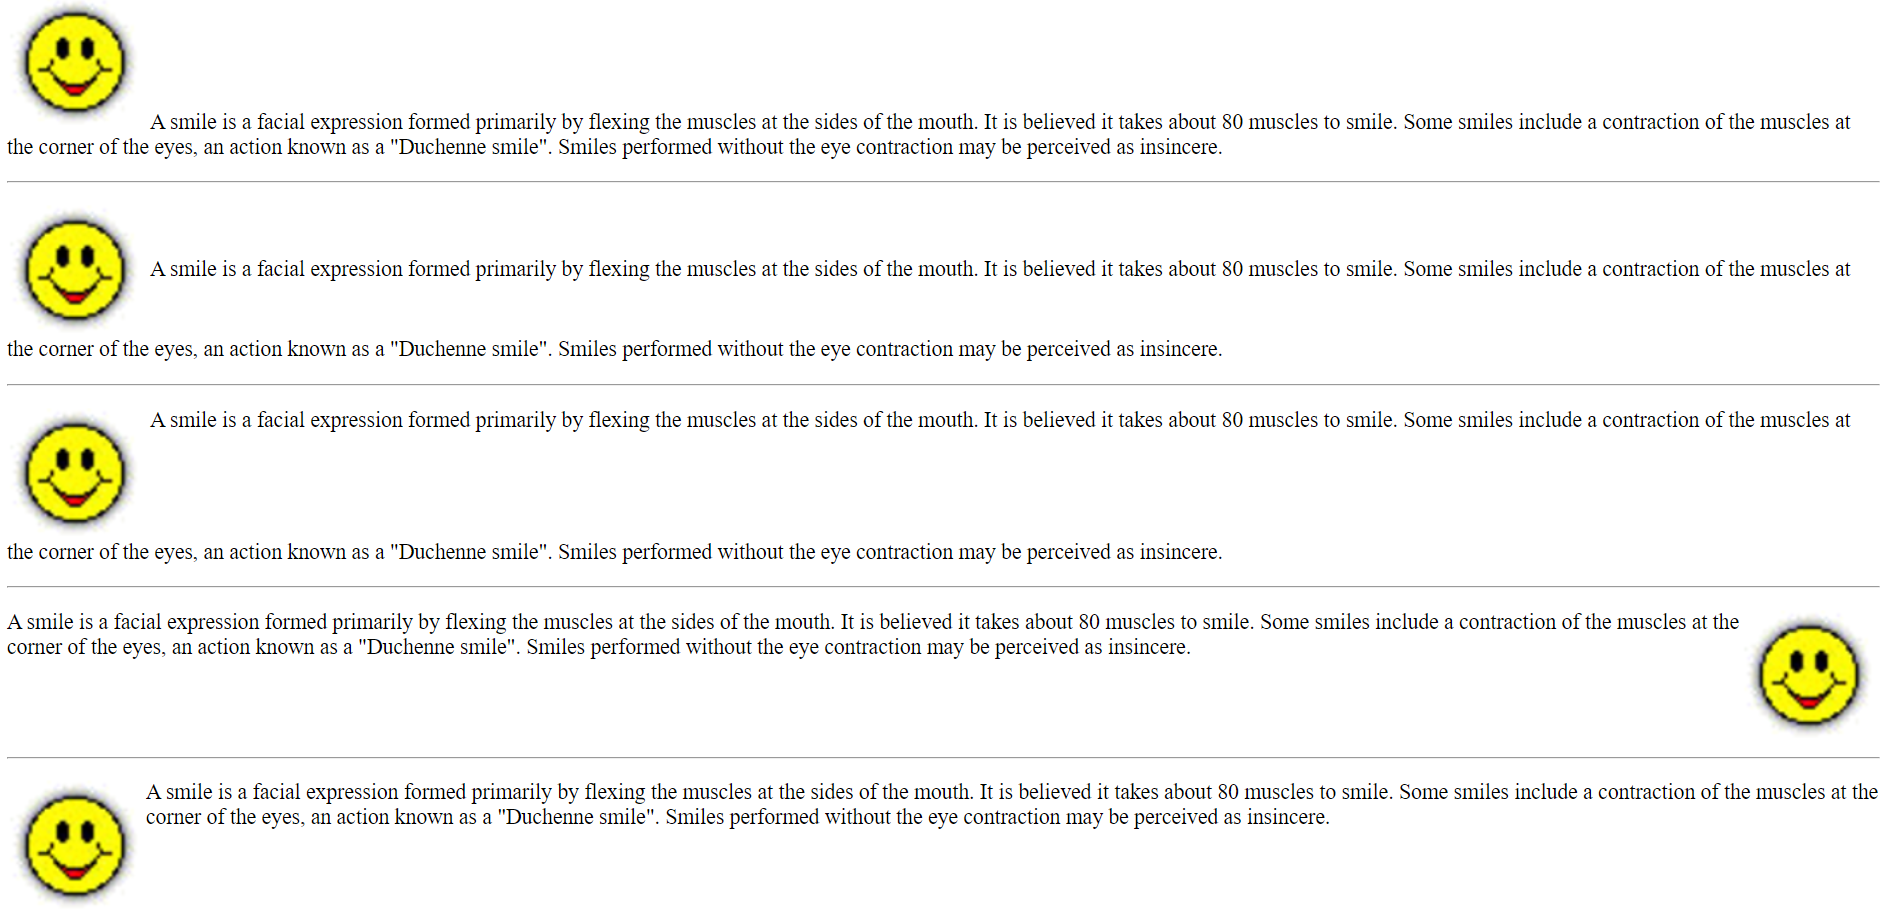 A smile is a facial expression formed primarily by flexing the muscles at the sides of the mouth. It is believed it takes about 80 muscles to smile. Some smiles include a contraction of the muscles at
the corner of the eyes, an action known as a "Duchenne smile". Smiles performed without the eye contraction may be perceived as insincere.
A smile is a facial expression formed primarily by flexing the muscles at the sides of the mouth. It is believed it takes about 80 muscles to smile. Some smiles include a contraction of the muscles at
the corner of the eyes, an action known as a "Duchenne smile". Smiles performed without the eye contraction may be perceived as insincere.
A smile is a facial expression formed primarily by flexing the muscles at the sides of the mouth. It is believed it takes about 80 muscles to smile. Some smiles include a contraction of the muscles at
the corner of the eyes, an action known as a "Duchenne smile". Smiles performed without the eye contraction may be perceived as insincere.
A smile is a facial expression formed primarily by flexing the muscles at the sides of the mouth. It is believed it takes about 80 muscles to smile. Some smiles include a contraction of the muscles at the
corner of the eyes, an action known as a "Duchenne smile". Smiles performed without the eye contraction may be perceived as insincere.
A smile is a facial expression formed primarily by flexing the muscles at the sides of the mouth. It is believed it takes about 80 muscles to smile. Some smiles include a contraction of the muscles at the
corner of the eyes, an action known as a "Duchenne smile". Smiles performed without the eye contraction may be perceived as insincere.